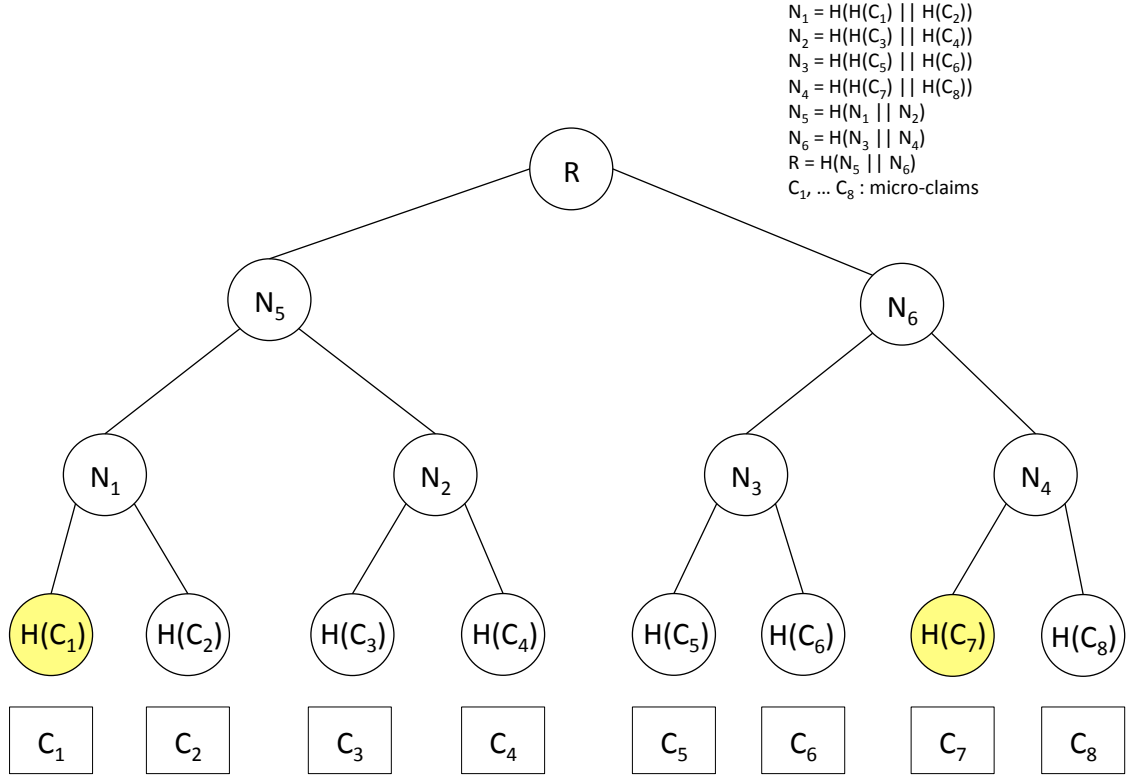 N₁ = H(H(C₁) || H(C₂))
N₂ = H(H(C₃) || H(C₄))
N₃ = H(H(C₅) || H(C₆))
N₄ = H(H(C₇) || H(C₈))
N₅ = H(N₁ || N₂)
N₆ = H(N₃ || N₄)
R = H(N₅ || N₆)
C₁, … C₈ : micro-claims
R
N₅ N₆
N₁ N₂ N₃ N₄
H(C₁) H(C₂) H(C₃) H(C₄) H(C₅) H(C₆) H(C₇) H(C₈)
C₁ C₂ C₃ C₄ C₅ C₆ C₇ C₈